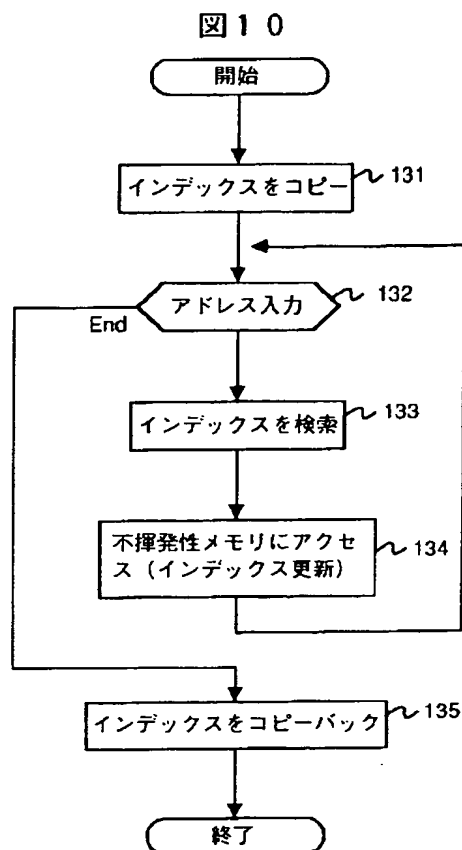 図１０
開始
インデックスをコピー
131
アドレス入力
132
End
インデックスを検索
133
不揮発性メモリにアクセ
ス（インデックス更新）
134
インデックスをコピーバック
135
終了